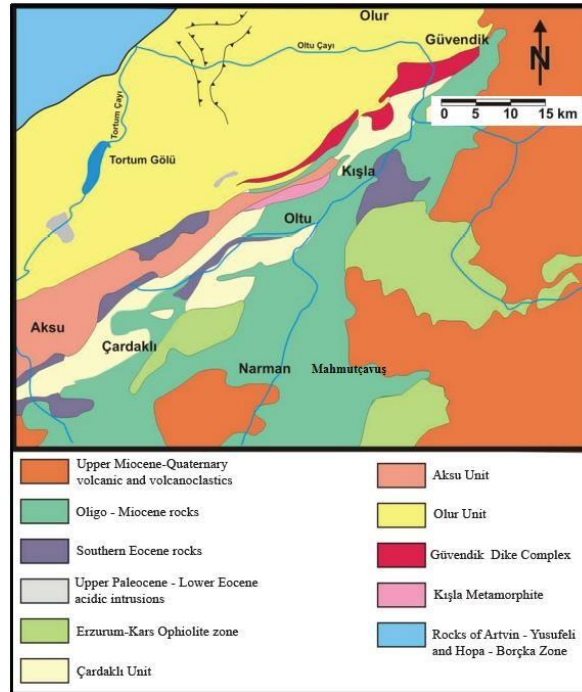 Olur
Güvendik
N
Oltu Çayı
0 5 10 15 km
Tortum Çayı
Tortum Gölü
Kışla
Oltu
Aksu
Çardaklı
Narman
Mahmutçavuş
Upper Miocene-Quaternary
volcanic and volcanoclastics
Oligo - Miocene rocks
Southern Eocene rocks
Upper Paleocene - Lower Eocene
acidic intrusions
Erzurum-Kars Ophiolite zone
Çardaklı Unit
Aksu Unit
Olur Unit
Güvendik Dike Complex
Kışla Metamorphite
Rocks of Artvin - Yusufeli
and Hopa - Borçka Zone